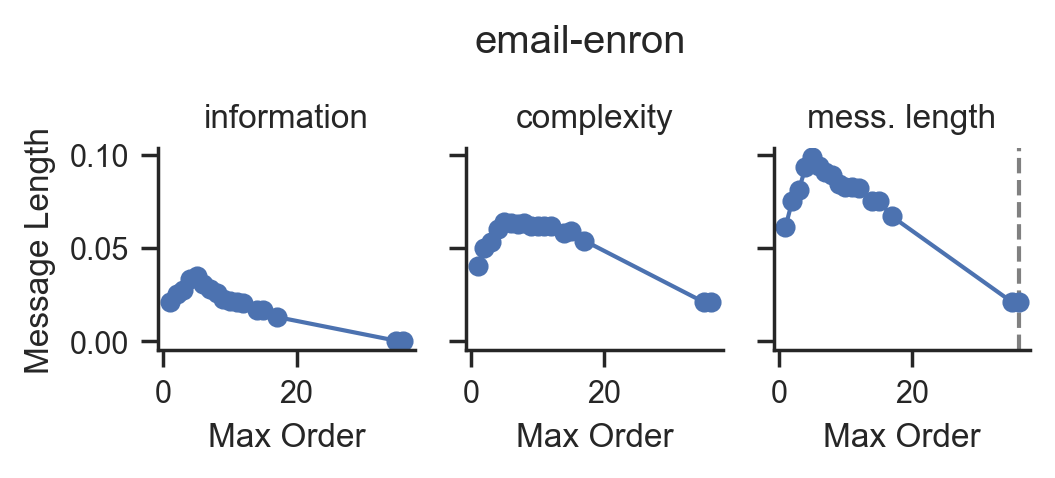 email-enron
information
complexity
mess. length
Message Length
0.10
0.05
0.00
0
20
0
20
0
20
Max Order
Max Order
Max Order